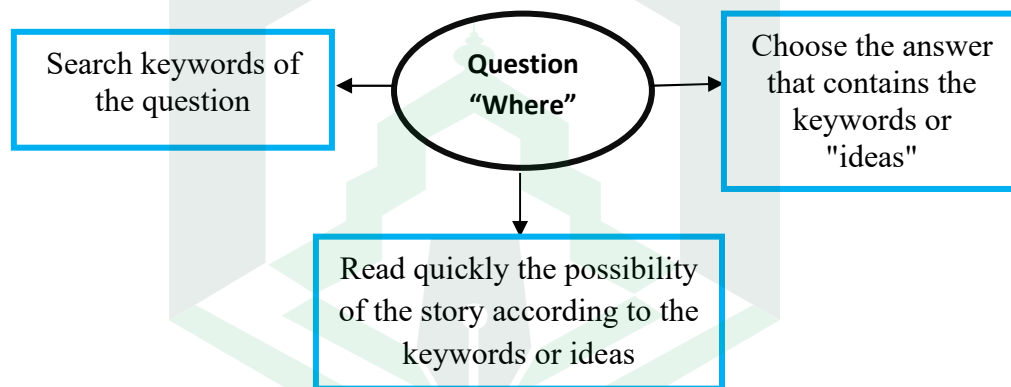 Search keywords of
the question
Question
“Where”
Choose the answer
that contains the
keywords or
"ideas"
Read quickly the possibility
of the story according to the
keywords or ideas